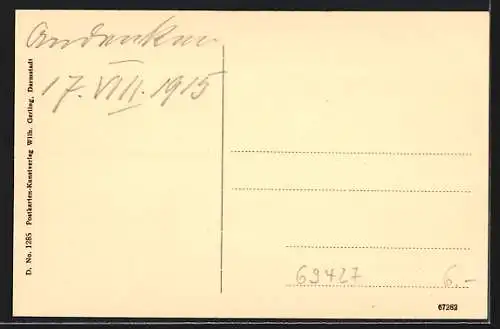 Andenken
17. VIII. 1915
D. No. 1285 Postkarten-Kunstverlag Wilh. Gerling, Darmstadt
69427
6.-
67262